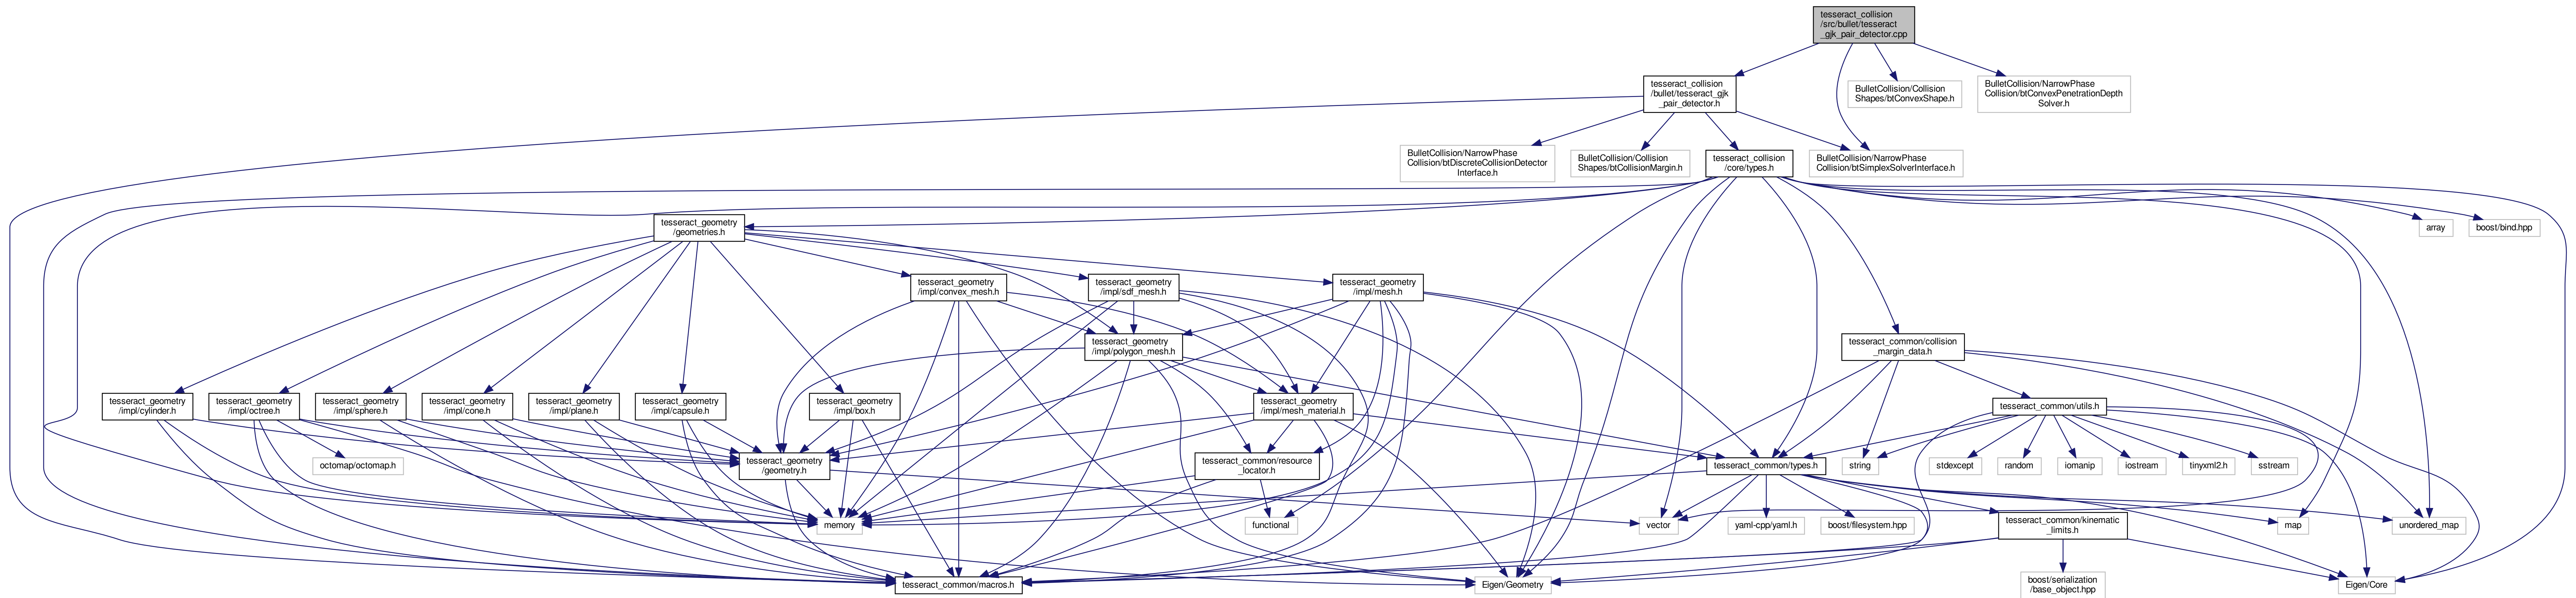 tesseract_collision
/src/bullet/tesseract
_gjk_pair_detector.cpp
tesseract_collision
/bullet/tesseract_gjk
_pair_detector.h
BulletCollision/Collision
Shapes/btConvexShape.h
BulletCollision/NarrowPhase
Collision/btConvexPenetrationDepth
Solver.h
BulletCollision/NarrowPhase
Collision/btDiscreteCollisionDetector
Interface.h
BulletCollision/Collision
Shapes/btCollisionMargin.h
tesseract_collision
/core/types.h
BulletCollision/NarrowPhase
Collision/btSimplexSolverInterface.h
tesseract_geometry
/geometries.h
array
boost/bind.hpp
tesseract_geometry
/impl/convex_mesh.h
tesseract_geometry
/impl/sdf_mesh.h
tesseract_geometry
/impl/mesh.h
tesseract_geometry
/impl/polygon_mesh.h
tesseract_common/collision
_margin_data.h
tesseract_geometry
/impl/cylinder.h
tesseract_geometry
/impl/octree.h
tesseract_geometry
/impl/sphere.h
tesseract_geometry
/impl/cone.h
tesseract_geometry
/impl/plane.h
tesseract_geometry
/impl/capsule.h
tesseract_geometry
/impl/box.h
tesseract_geometry
/impl/mesh_material.h
tesseract_common/utils.h
octomap/octomap.h
tesseract_geometry
/geometry.h
tesseract_common/resource
_locator.h
tesseract_common/types.h
string
stdexcept
random
iomanip
iostream
tinyxml2.h
sstream
memory
functional
vector
yaml-cpp/yaml.h
boost/filesystem.hpp
tesseract_common/kinematic
_limits.h
map
unordered_map
tesseract_common/macros.h
Eigen/Geometry
boost/serialization
/base_object.hpp
Eigen/Core